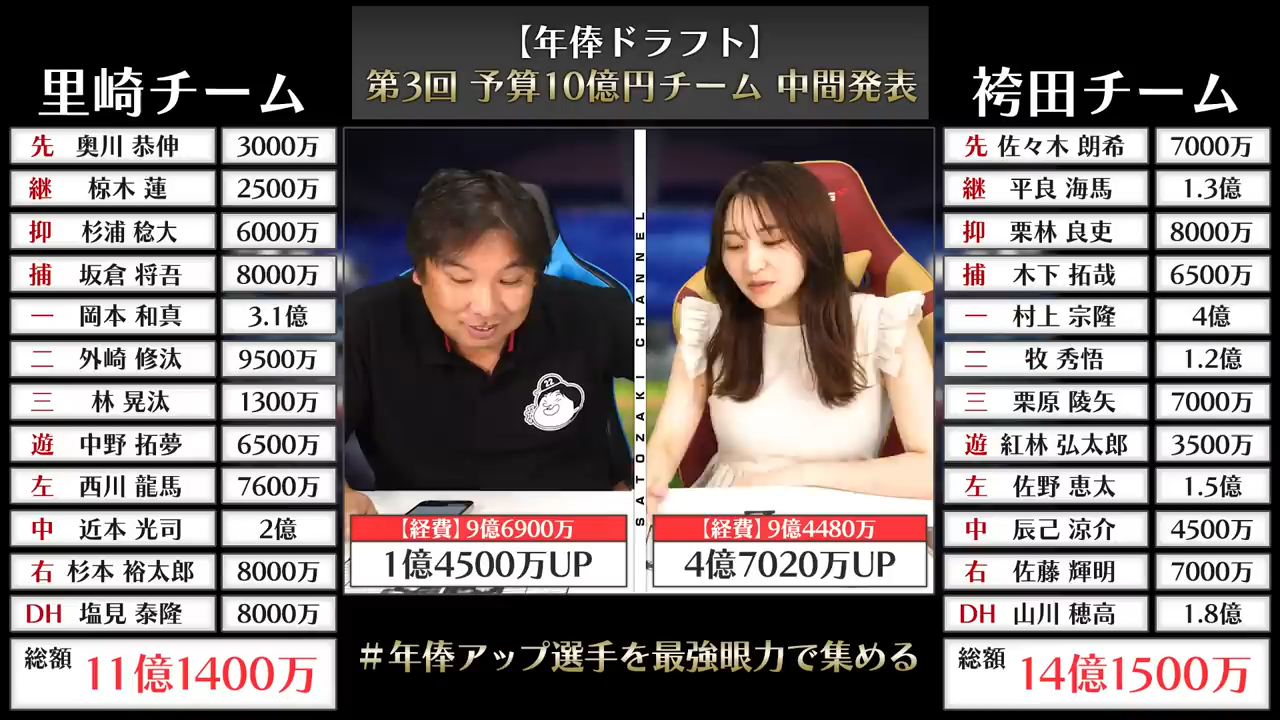 【年俸ドラフト】
第3回 予算10億円チーム 中間発表
里崎チーム
先 奥川 恭伸 3000万
継 椋木 蓮 2500万
抑 杉浦 稔大 6000万
捕 坂倉 将吾 8000万
一 岡本 和真 3.1億
二 外崎 修汰 9500万
三 林 晃汰 1300万
遊 中野 拓夢 6500万
左 西川 龍馬 7600万
中 近本 光司 2億
右 杉本 裕太郎 8000万
DH 塩見 泰隆 8000万
総額 11億1400万
22
SATOZAKI CHANNEL
【経費】9億6900万
1億4500万UP
【経費】9億4480万
4億7020万UP
#年俸アップ選手を最強眼力で集める
袴田チーム
先 佐々木 朗希 7000万
継 平良 海馬 1.3億
抑 栗林 良吏 8000万
捕 木下 拓哉 6500万
一 村上 宗隆 4億
二 牧 秀悟 1.2億
三 栗原 陵矢 7000万
遊 紅林 弘太郎 3500万
左 佐野 恵太 1.5億
中 辰己 涼介 4500万
右 佐藤 輝明 7000万
DH 山川 穂高 1.8億
総額 14億1500万